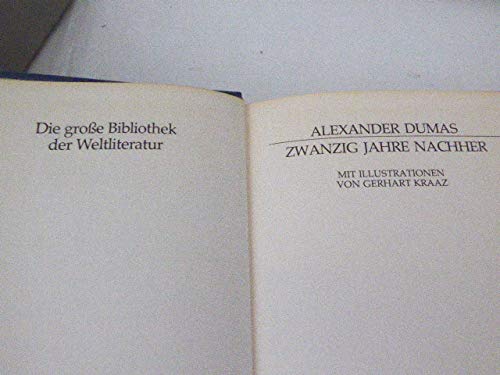 Die große Bibliothek
der Weltliteratur
ALEXANDER DUMAS
ZWANZIG JAHRE NACHHER
MIT ILLUSTRATIONEN
VON GERHART KRAAZ